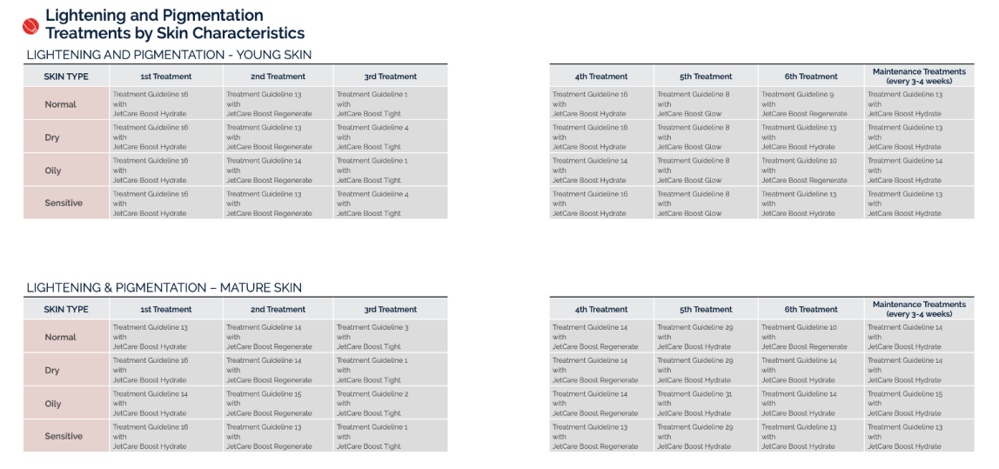 Lightening and Pigmentation
Treatments by Skin Characteristics
LIGHTENING AND PIGMENTATION - YOUNG SKIN
SKIN TYPE 1st Treatment 2nd Treatment 3rd Treatment 4th Treatment 5th Treatment 6th Treatment Maintenance Treatments
(every 3-4 weeks)
Treatment Guideline 16 Treatment Guideline 13 Treatment Guideline 1 Treatment Guideline 16 Treatment Guideline 8 Treatment Guideline 9 Treatment Guideline 13
Normal with with with with with with with
JetCare Boost Hydrate JetCare Boost Regenerate JetCare Boost Tight JetCare Boost Hydrate JetCare Boost Glow JetCare Boost Regenerate JetCare Boost Hydrate
Treatment Guideline 16 Treatment Guideline 13 Treatment Guideline 4 Treatment Guideline 16 Treatment Guideline 8 Treatment Guideline 13 Treatment Guideline 13
Dry with with with with with with with
JetCare Boost Hydrate JetCare Boost Regenerate JetCare Boost Tight JetCare Boost Hydrate JetCare Boost Glow JetCare Boost Hydrate JetCare Boost Hydrate
Treatment Guideline 16 Treatment Guideline 14 Treatment Guideline 1 Treatment Guideline 14 Treatment Guideline 8 Treatment Guideline 10 Treatment Guideline 14
Oily with with with with with with with
JetCare Boost Hydrate JetCare Boost Regenerate JetCare Boost Tight JetCare Boost Hydrate JetCare Boost Glow JetCare Boost Regenerate JetCare Boost Hydrate
Treatment Guideline 16 Treatment Guideline 13 Treatment Guideline 4 Treatment Guideline 16 Treatment Guideline 8 Treatment Guideline 13 Treatment Guideline 13
Sensitive with with with with with with with
JetCare Boost Hydrate JetCare Boost Regenerate JetCare Boost Tight JetCare Boost Hydrate JetCare Boost Glow JetCare Boost Hydrate JetCare Boost Hydrate
LIGHTENING & PIGMENTATION – MATURE SKIN
SKIN TYPE 1st Treatment 2nd Treatment 3rd Treatment 4th Treatment 5th Treatment 6th Treatment Maintenance Treatments
(every 3-4 weeks)
Treatment Guideline 13 Treatment Guideline 14 Treatment Guideline 3 Treatment Guideline 14 Treatment Guideline 29 Treatment Guideline 10 Treatment Guideline 14
Normal with with with with with with with
JetCare Boost Hydrate JetCare Boost Regenerate JetCare Boost Tight JetCare Boost Regenerate JetCare Boost Hydrate JetCare Boost Regenerate JetCare Boost Hydrate
Treatment Guideline 16 Treatment Guideline 14 Treatment Guideline 1 Treatment Guideline 14 Treatment Guideline 29 Treatment Guideline 14 Treatment Guideline 14
Dry with with with with with with with
JetCare Boost Hydrate JetCare Boost Regenerate JetCare Boost Tight JetCare Boost Regenerate JetCare Boost Hydrate JetCare Boost Hydrate JetCare Boost Hydrate
Treatment Guideline 14 Treatment Guideline 15 Treatment Guideline 2 Treatment Guideline 14 Treatment Guideline 31 Treatment Guideline 14 Treatment Guideline 15
Oily with with with with with with with
JetCare Boost Hydrate JetCare Boost Regenerate JetCare Boost Tight JetCare Boost Regenerate JetCare Boost Hydrate JetCare Boost Hydrate JetCare Boost Hydrate
Treatment Guideline 16 Treatment Guideline 13 Treatment Guideline 1 Treatment Guideline 13 Treatment Guideline 29 Treatment Guideline 13 Treatment Guideline 13
Sensitive with with with with with with with
JetCare Boost Hydrate JetCare Boost Regenerate JetCare Boost Tight JetCare Boost Regenerate JetCare Boost Hydrate JetCare Boost Hydrate JetCare Boost Hydrate